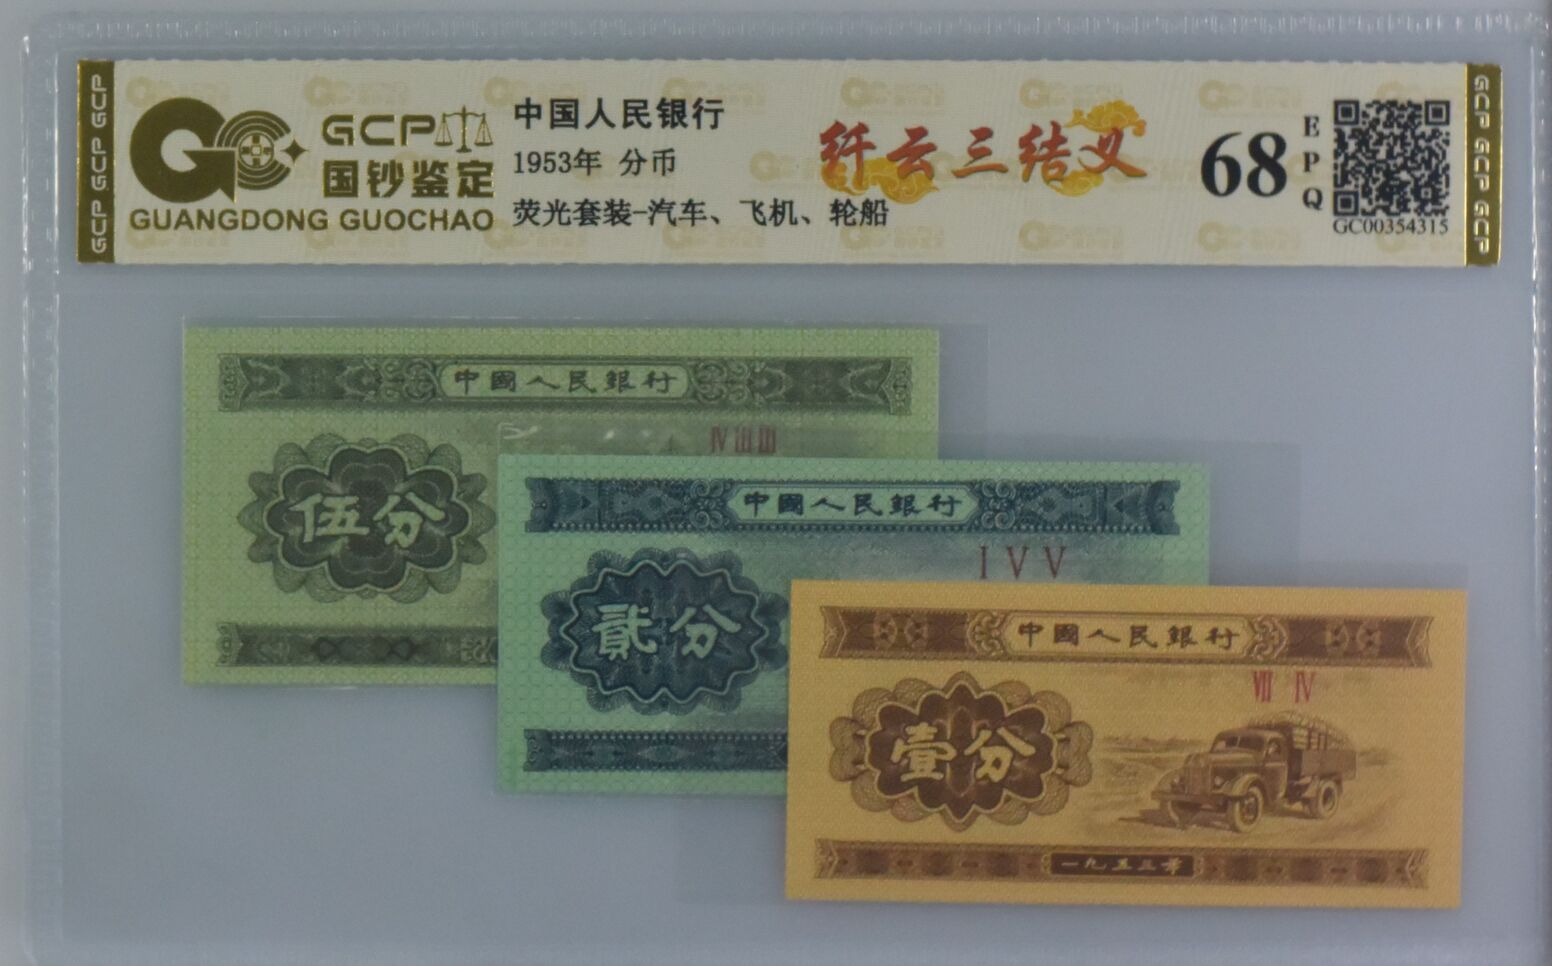 GCP GCP GCP
GCP
国钞鉴定
GUANGDONG GUOCHAO
中国人民银行
1953年 分币
荧光套装-汽车、飞机、轮船
纤云三结义
68
EPQ
GC00354315
GCP GCP GCP
中國人民銀行
伍分
中國人民銀行
I V V
貳分
中國人民銀行
VII IV
壹分
一九五三年